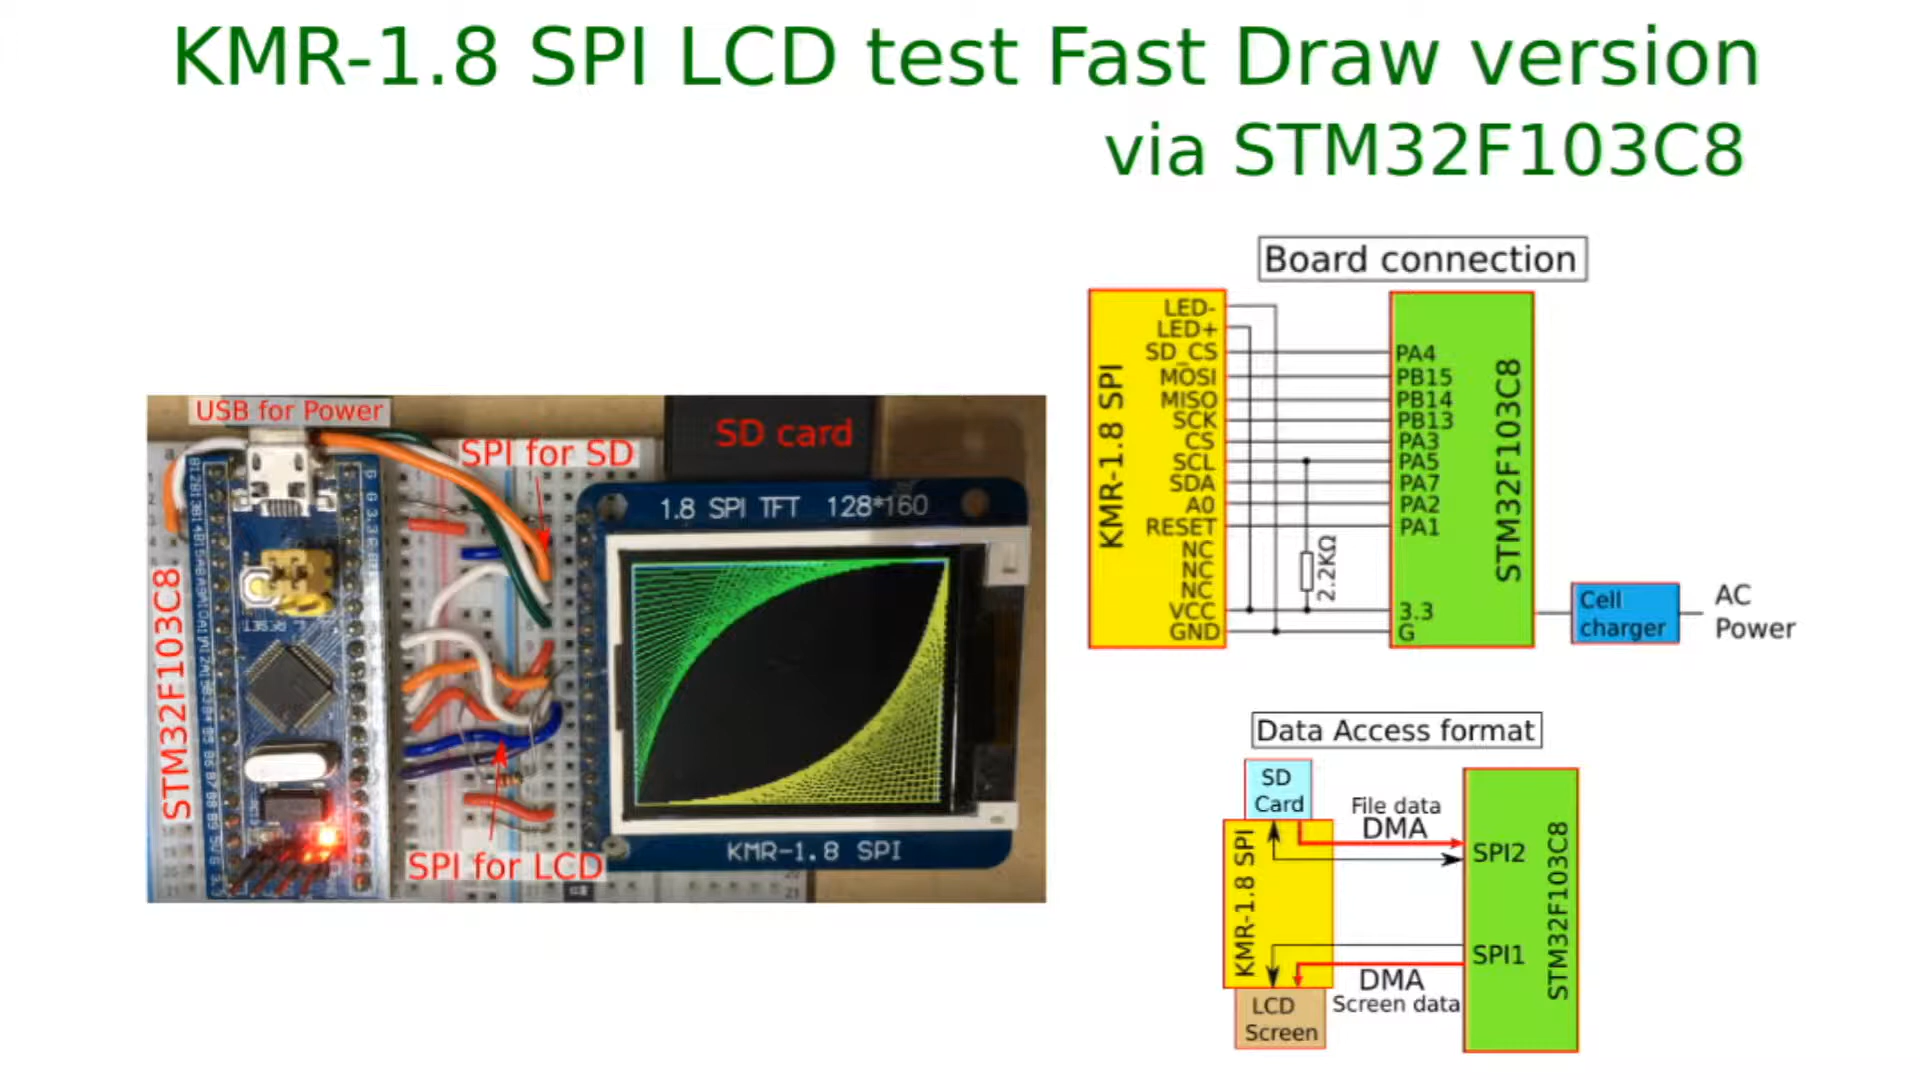 KMR-1.8 SPI LCD test Fast Draw version
via STM32F103C8
USB for Power
SPI for SD
SD card
1.8 SPI TFT 128*160
STM32F103C8
RESET
SPI for LCD
KMR-1.8 SPI
Board connection
KMR-1.8 SPI
LED-
LED+
SD_CS
MOSI
MISO
SCK
CS
SCL
SDA
A0
RESET
NC
NC
NC
VCC
GND
2.2KΩ
PA4
PB15
PB14
PB13
PA3
PA5
PA7
PA2
PA1
3.3
G
STM32F103C8
Cell
charger
AC
Power
Data Access format
SD
Card
KMR-1.8 SPI
LCD
Screen
File data
DMA
DMA
Screen data
SPI2
SPI1
STM32F103C8